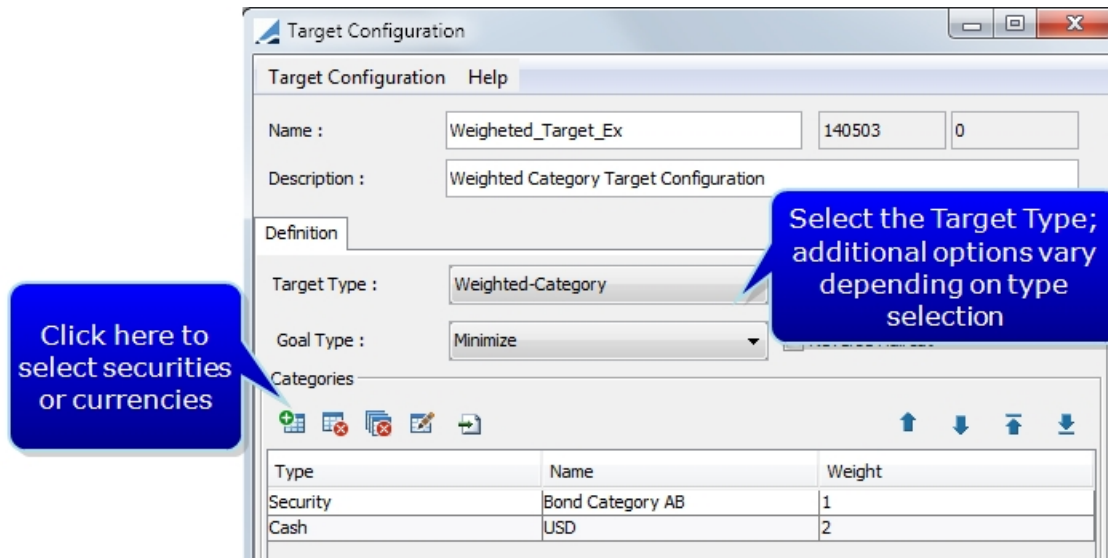 Target Configuration
Target Configuration Help
Name : Weigheted_Target_Ex 140503 0
Description : Weighted Category Target Configuration
Definition
Select the Target Type;
additional options vary
depending on type
selection
Target Type : Weighted-Category
Goal Type : Minimize
Click here to
select securities
or currencies
Categories
Type Name Weight
Security Bond Category AB 1
Cash USD 2